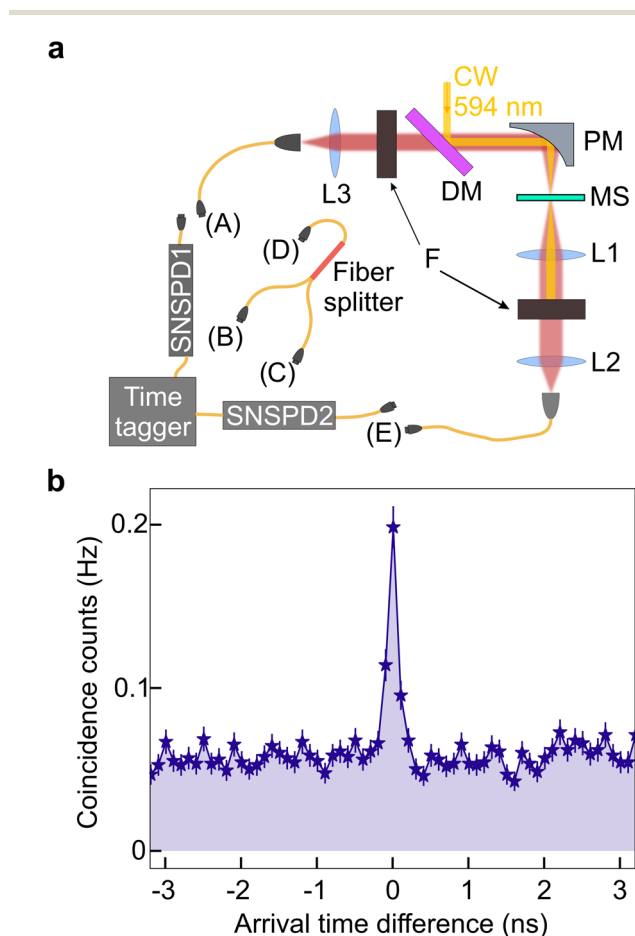 a
CW
594 nm
PM
L3
DM
MS
(A)
F
L1
(D)
Fiber
splitter
SNSPD1
(B)
(C)
L2
Time
tagger
SNSPD2
(E)
b
Coincidence counts (Hz)
0.2
0.1
0
-3
-2
-1
0
1
2
3
Arrival time difference (ns)